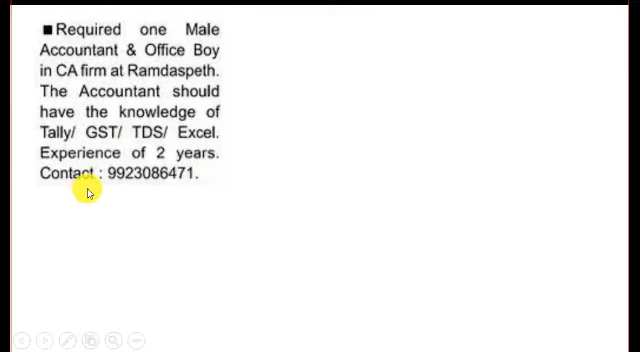 ■ Required one Male
Accountant & Office Boy
in CA firm at Ramdaspeth.
The Accountant should
have the knowledge of
Tally/ GST/ TDS/ Excel.
Experience of 2 years.
Contact : 9923086471.